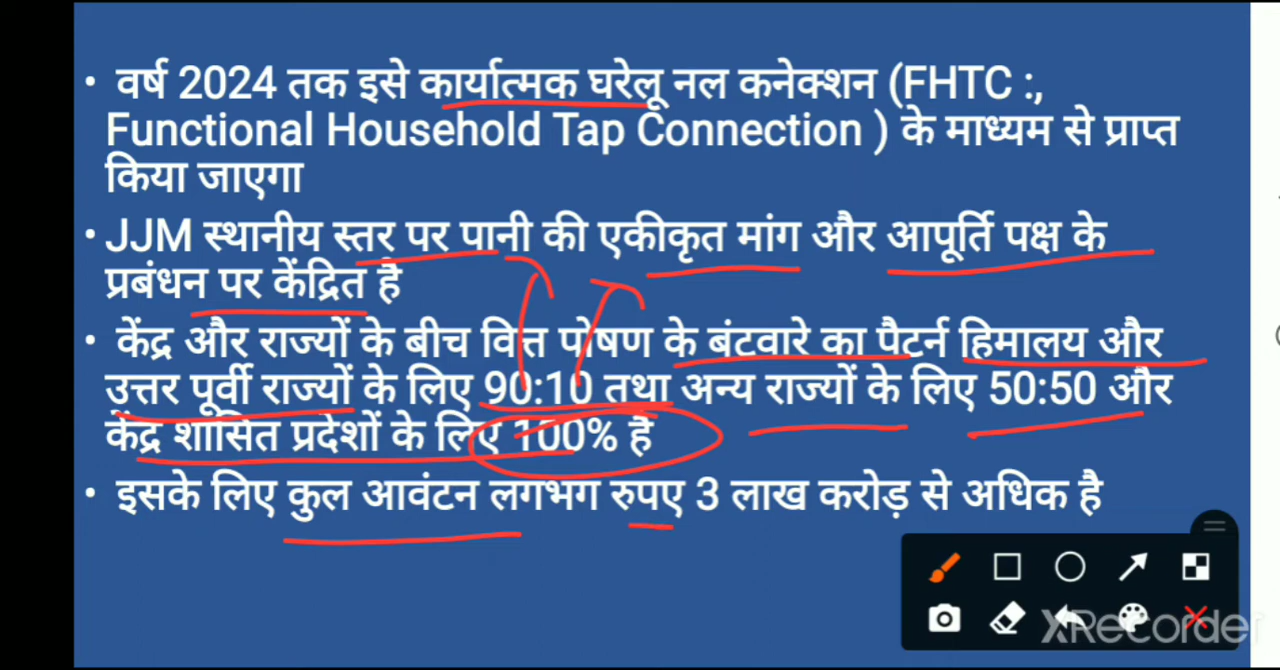 • वर्ष 2024 तक इसे कार्यात्मक घरेलू नल कनेक्शन (FHTC :,
Functional Household Tap Connection ) के माध्यम से प्राप्त
किया जाएगा
• JJM स्थानीय स्तर पर पानी की एकीकृत मांग और आपूर्ति पक्ष के
प्रबंधन पर केंद्रित है
• केंद्र और राज्यों के बीच वित्त पोषण के बंटवारे का पैटर्न हिमालय और
उत्तर पूर्वी राज्यों के लिए 90:10 तथा अन्य राज्यों के लिए 50:50 और
केंद्र शासित प्रदेशों के लिए 100% है
• इसके लिए कुल आवंटन लगभग रुपए 3 लाख करोड़ से अधिक है
XRecorder